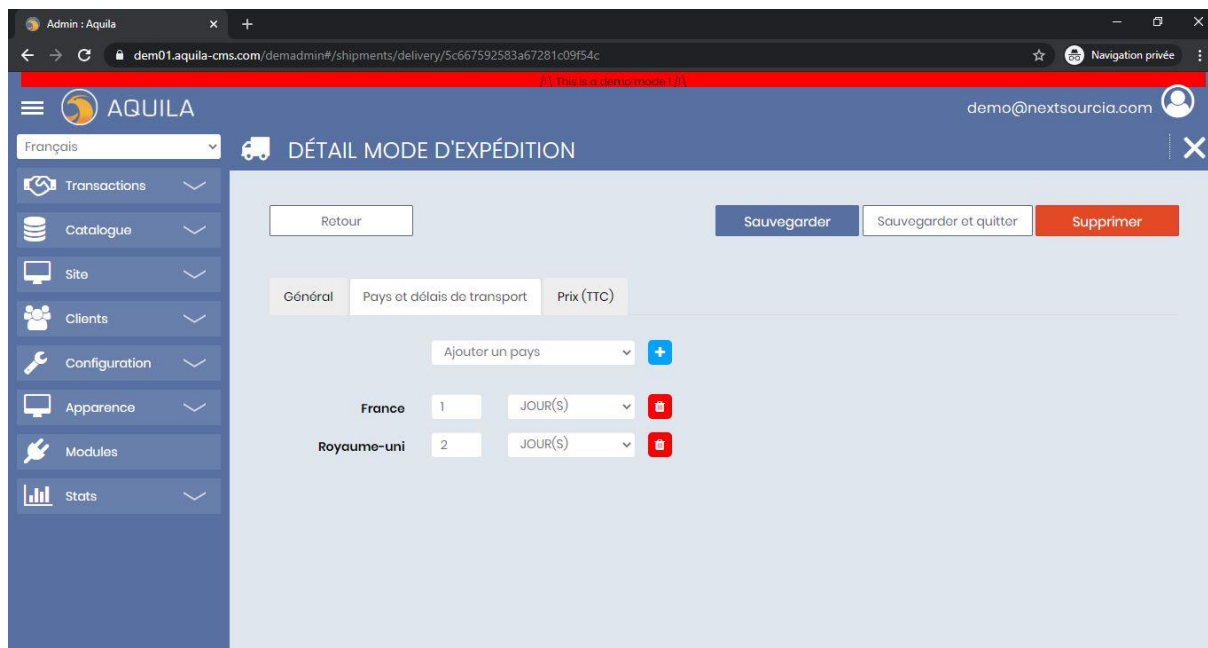 Admin : Aquila
dem01.aquila-cms.com/demadmin#/shipments/delivery/5c667592583a67281c09f54c
Navigation privée
/!\ This is a demo mode ! /!\
AQUILA
demo@nextsourcia.com
Français
DÉTAIL MODE D'EXPÉDITION
Transactions
Catalogue
Site
Clients
Configuration
Apparence
Modules
Stats
Retour
Sauvegarder
Sauvegarder et quitter
Supprimer
Général
Pays et délais de transport
Prix (TTC)
Ajouter un pays
France 1 JOUR(S)
Royaume-uni 2 JOUR(S)